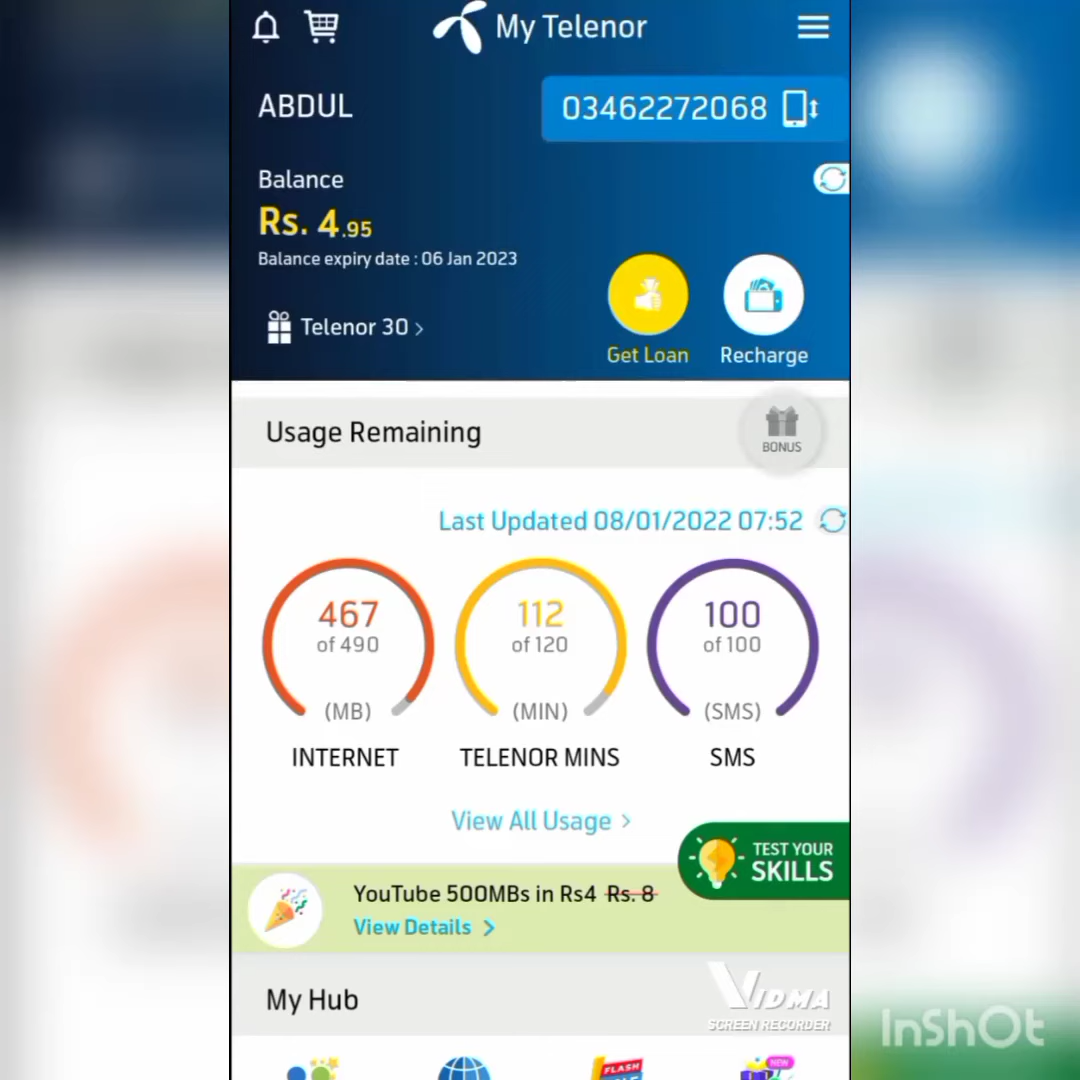 My Telenor
ABDUL
03462272068
Balance
Rs. 4.95
Balance expiry date : 06 Jan 2023
Telenor 30 >
Get Loan
Recharge
Usage Remaining
BONUS
Last Updated 08/01/2022 07:52
467
of 490
(MB)
INTERNET
112
of 120
(MIN)
TELENOR MINS
100
of 100
(SMS)
SMS
View All Usage >
TEST YOUR
SKILLS
YouTube 500MBs in Rs4 Rs. 8
View Details >
My Hub
VIDMA
SCREEN RECORDER
InShOt
FLASH
NEW